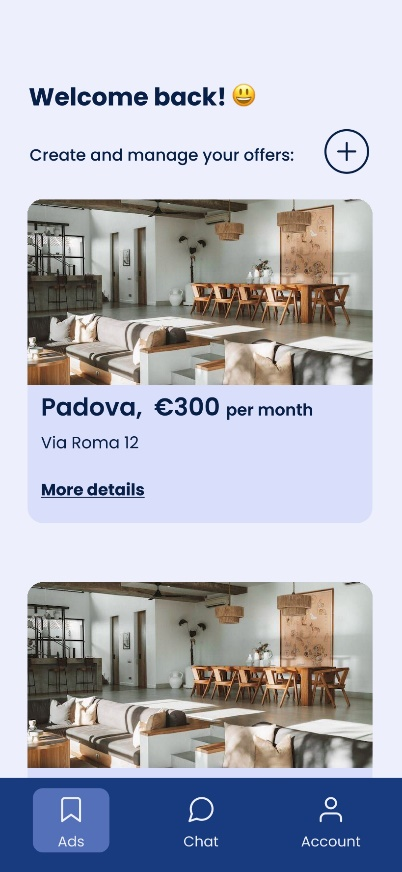 Welcome back! 😃
Create and manage your offers:
Padova, €300 per month
Via Roma 12
More details
Ads
Chat
Account